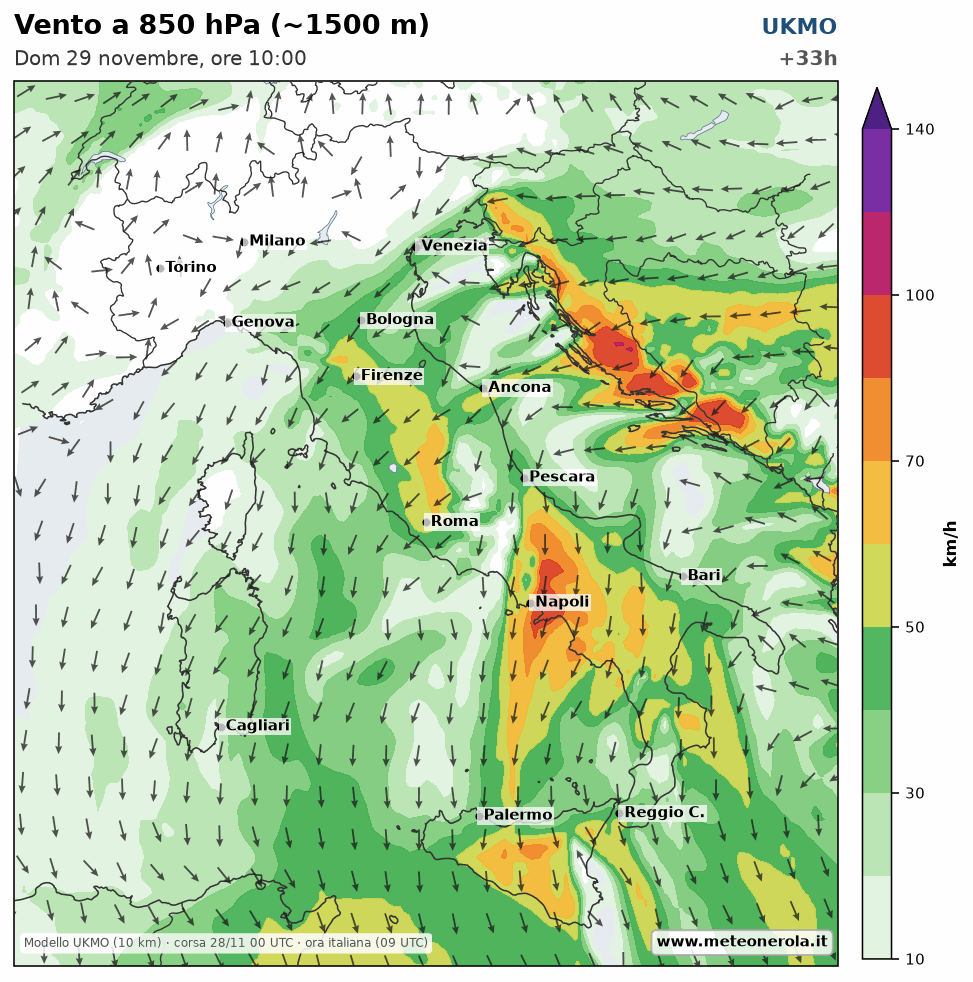 Vento a 850 hPa (~1500 m)
UKMO
Dom 29 novembre, ore 10:00
+33h
140
Milano
Venezia
Torino
100
Genova
Bologna
Firenze
Ancona
70
Pescara
Roma
km/h
Bari
Napoli
50
Cagliari
30
Palermo
Reggio C.
Modello UKMO (10 km) · corsa 28/11 00 UTC · ora italiana (09 UTC)
www.meteonerola.it
10